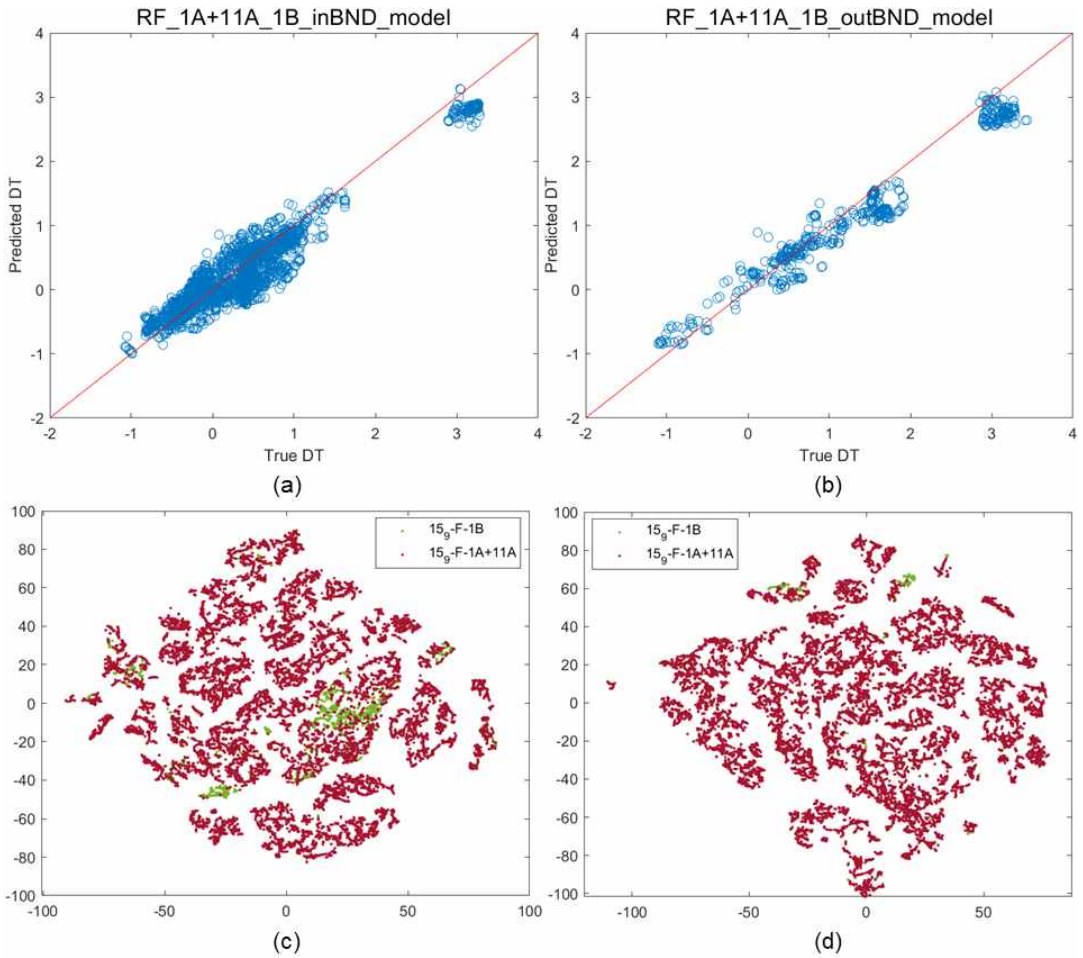 RF_1A+11A_1B_inBND_model
4
3
2
1
0
-1
-2
Predicted DT
-2 -1 0 1 2 3 4
True DT
(a)
RF_1A+11A_1B_outBND_model
4
3
2
1
0
-1
-2
Predicted DT
-2 -1 0 1 2 3 4
True DT
(b)
100
80
60
40
20
0
-20
-40
-60
-80
-100
15₉-F-1B
15₉-F-1A+11A
-100 -50 0 50 100
(c)
100
80
60
40
20
0
-20
-40
-60
-80
-100
15₉-F-1B
15₉-F-1A+11A
-100 -50 0 50
(d)